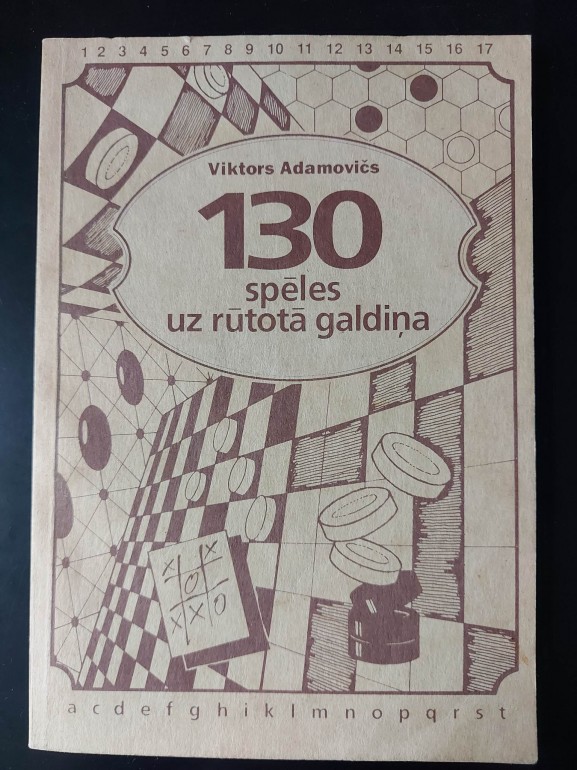 1 2 3 4 5 6 7 8 9 10 11 12 13 14 15 16 17
Viktors Adamovičs
130
spēles
uz rūtotā galdiņa
X X
O
X X O
a c d e f g h i k l m n o p q r s t